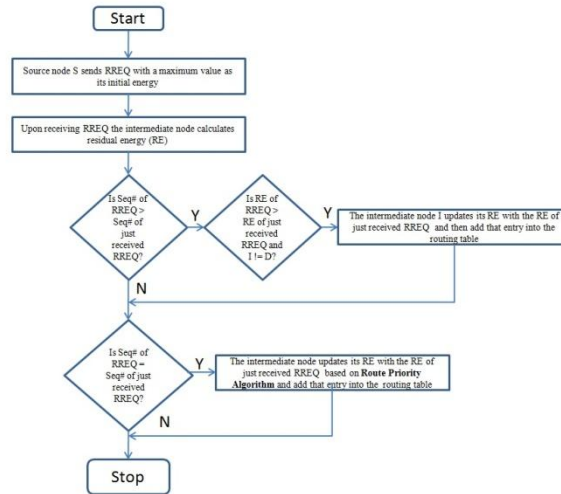 Start
Source node S sends RREQ with a maximum value as
its initial energy
Upon receiving RREQ the intermediate node calculates
residual energy (RE)
Is Seq# of
RREQ >
Seq# of
just
received
RREQ?
Y
Is RE of
RREQ >
RE of just
received
RREQ and
I != D?
Y
The intermediate node I updates its RE with the RE of
just received RREQ and then add that entry into the
routing table
N
Is Seq# of
RREQ =
Seq# of just
received
RREQ?
Y
The intermediate node updates its RE with the RE of
just received RREQ based on Route Priority
Algorithm and add that entry into the routing table
N
Stop